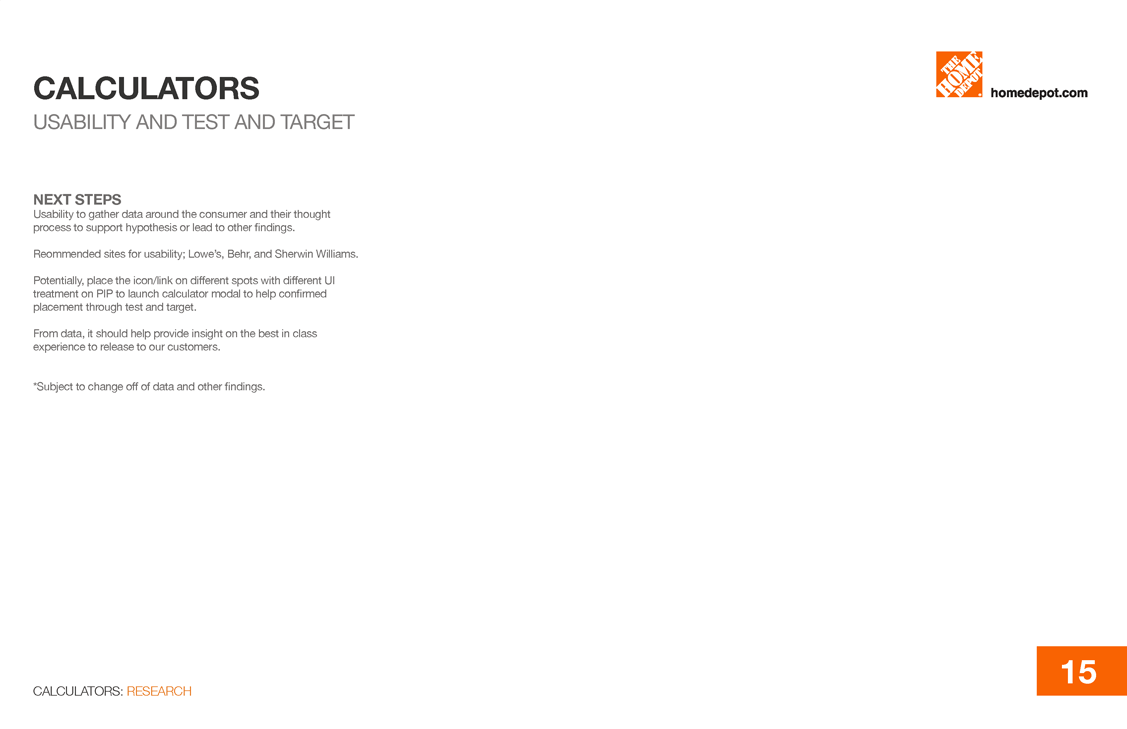 CALCULATORS
USABILITY AND TEST AND TARGET
THE
HOME
DEPOT
homedepot.com
NEXT STEPS
Usability to gather data around the consumer and their thought
process to support hypothesis or lead to other findings.
Reommended sites for usability; Lowe's, Behr, and Sherwin Williams.
Potentially, place the icon/link on different spots with different UI
treatment on PIP to launch calculator modal to help confirmed
placement through test and target.
From data, it should help provide insight on the best in class
experience to release to our customers.
*Subject to change off of data and other findings.
CALCULATORS: RESEARCH
15